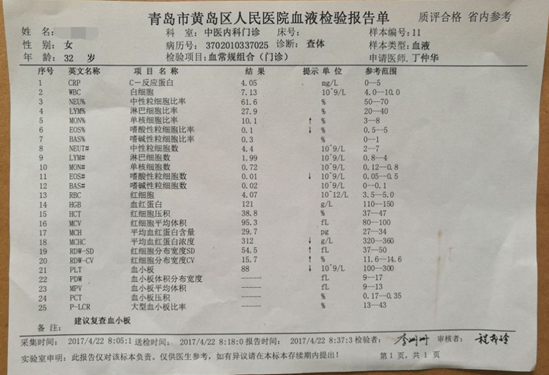 青岛市黄岛区人民医院血液检验报告单 质评合格 省内参考
姓 名: 科 室: 中医内科门诊 床号: 样本编号: 11
性 别: 女 病历号: 3702010337025 诊断: 查体 样本类型: 血液
年 龄: 32 岁 检验项目: 血常规组合(门诊) 申请医师: 丁仲华
序号 英文名称 项 目 名 称 结 果 提示 单 位 参考范围
1 CRP C—反应蛋白 4.05 mg/L 0--5
2 WBC 白细胞 7.13 10^9/L 4.0-10.0
3 NEU% 中性粒细胞比率 61.6 % 50--70
4 LYM% 淋巴细胞比率 27.9 % 20--40
5 MON% 单核细胞比率 10.1 ↑ % 3--8
6 EOS% 嗜酸性粒细胞比率 0.1 ↓ % 0.5--5
7 BAS% 嗜碱性粒细胞比率 0.3 % 0--1
8 NEUT# 中性粒细胞数 4.4 10^9/L 2--7
9 LYM# 淋巴细胞数 1.99 10^9/L 0.8--4
10 MON# 单核细胞数 0.72 10^9/L 0.12--0.8
11 EOS# 嗜酸性粒细胞数 0.01 ↓ 10^9/L 0.05--0.5
12 BAS# 嗜碱性粒细胞数 0.02 10^9/L 0--0.1
13 RBC 红细胞 4.07 10^12/L 3.5--5.0
14 HGB 血红蛋白 121 g/L 110--150
15 HCT 红细胞压积 38.8 % 37--47
16 MCV 红细胞平均体积 95.3 fL 80--100
17 MCH 平均血红蛋白含量 29.7 pg 27--34
18 MCHC 平均血红蛋白浓度 312 ↓ g/L 320--360
19 RDW-SD 红细胞分布宽度SD 54.5 ↑ fL 37--50
20 RDW-CV 红细胞分布宽度CV 15.7 ↑ % 11.6--14.6
21 PLT 血小板 88 ↓ 10^9/L 100--300
22 PDW 血小板体积分布宽度 ----- fL 9--17
23 MPV 血小板平均体积 ----- fL 9--13
24 PCT 血小板压积 ----- % 0.17--0.35
25 P-LCR 大型血小板比率 ----- % 13--43
建议复查血小板
备 注:
采集时间: 2017/4/22 8:05:1 送检时间: 2017/4/22 8:18:0 报告时间: 2017/4/22 8:37:3 检验者: 审核者:
实验室申明: 此报告仅对该标本负责, 仅供医生参考, 如有异议请在本标本存续期内提出! 第 1 页, 共 1 页